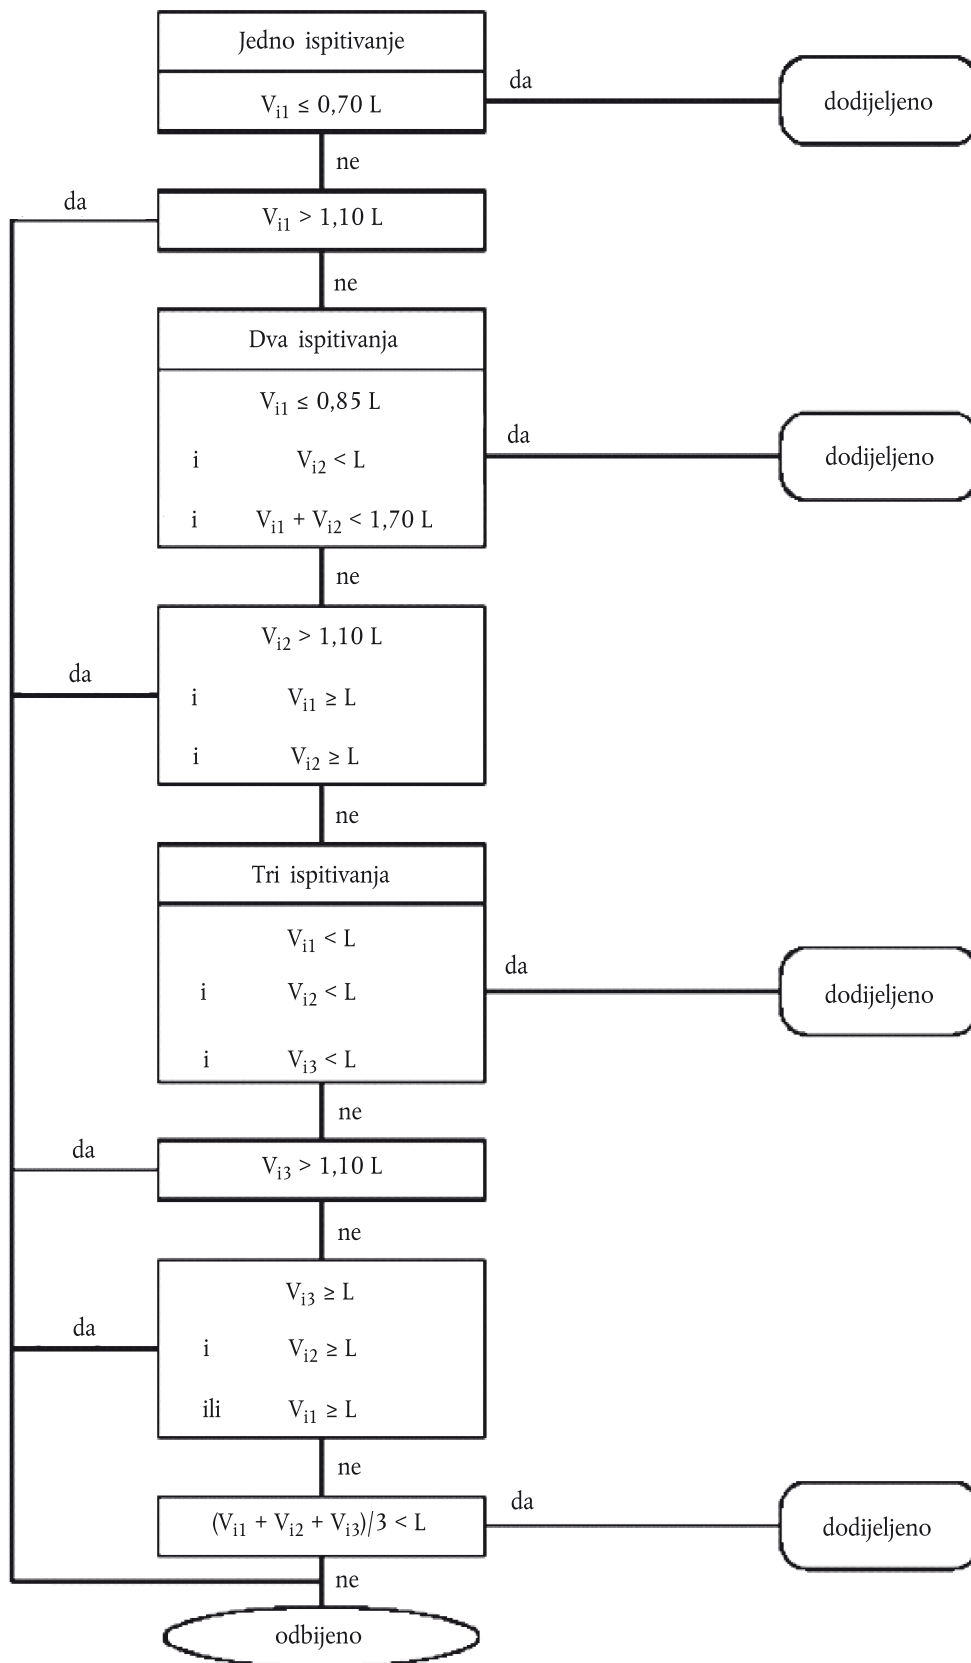 Jedno ispitivanje
da
dodijeljeno
V_i1 ≤ 0,70 L
ne
da
V_i1 > 1,10 L
ne
Dva ispitivanja
V_i1 ≤ 0,85 L
da
dodijeljeno
i V_i2 < L
i V_i1 + V_i2 < 1,70 L
ne
V_i2 > 1,10 L
da
i V_i1 ≥ L
i V_i2 ≥ L
ne
Tri ispitivanja
V_i1 < L
da
dodijeljeno
i V_i2 < L
i V_i3 < L
ne
da
V_i3 > 1,10 L
ne
V_i3 ≥ L
da
i V_i2 ≥ L
ili V_i1 ≥ L
ne
(V_i1 + V_i2 + V_i3)/3 < L
da
dodijeljeno
ne
odbijeno